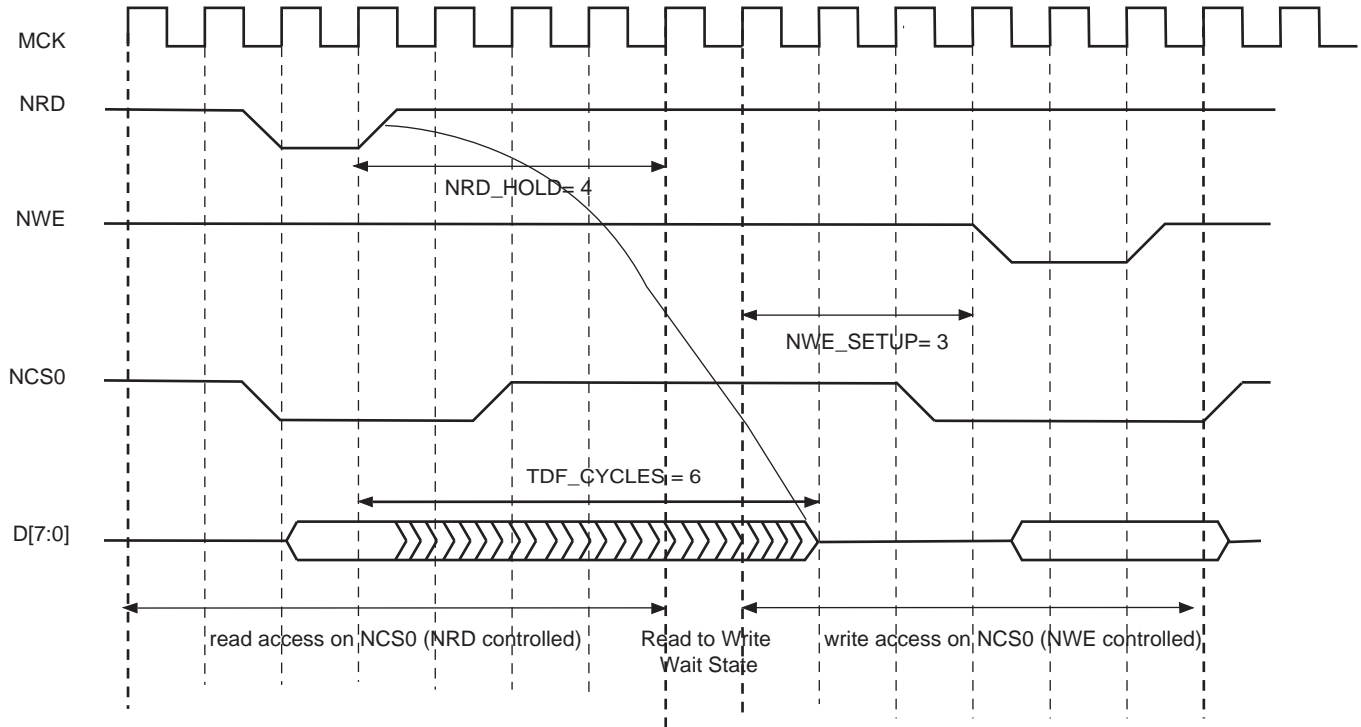 MCK
NRD
NRD_HOLD= 4
NWE
NWE_SETUP= 3
NCS0
TDF_CYCLES = 6
D[7:0]
read access on NCS0 (NRD controlled)
Read to Write
Wait State
write access on NCS0 (NWE controlled)